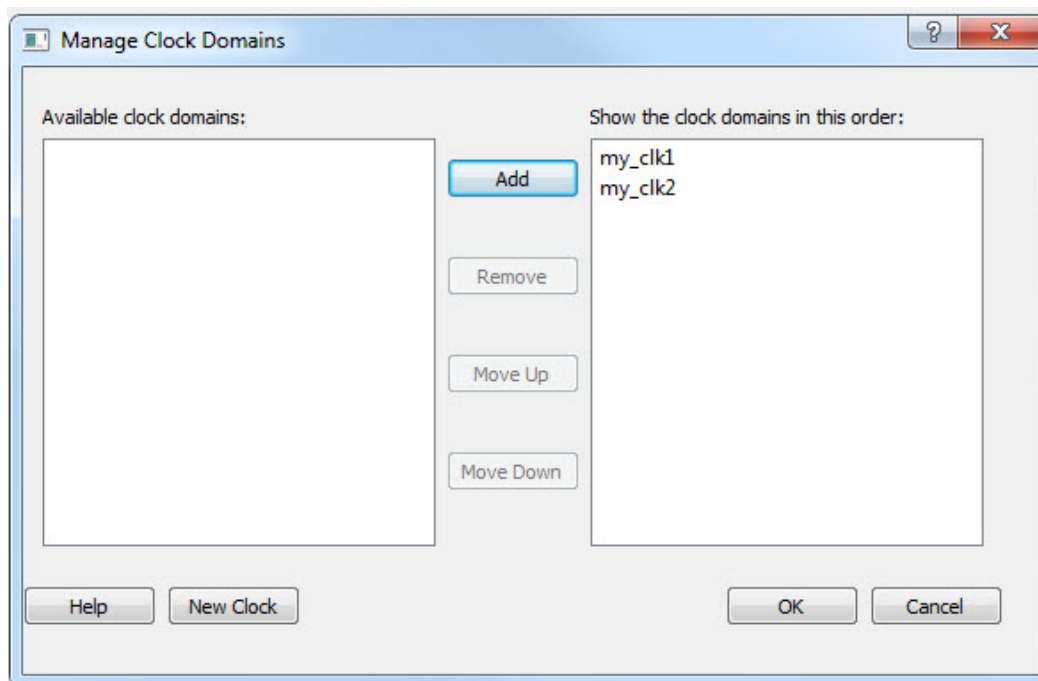 Manage Clock Domains
?
X
Available clock domains:
Show the clock domains in this order:
my_clk1
my_clk2
Add
Remove
Move Up
Move Down
Help
New Clock
OK
Cancel